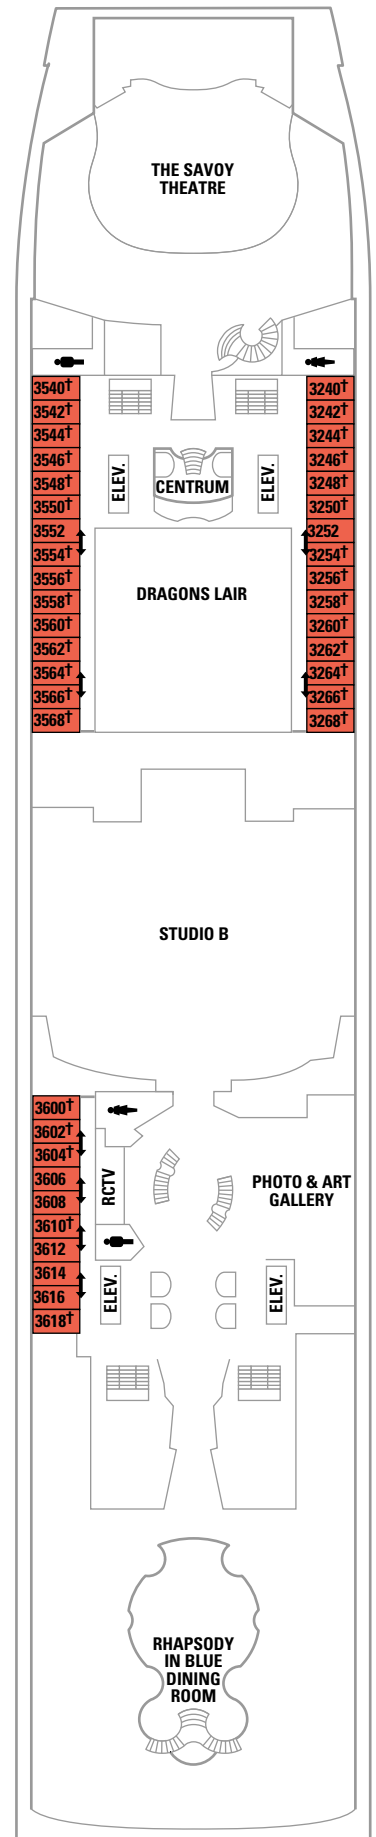 THE SAVOY
THEATRE
3540†
3542†
3544†
3546†
3548†
3550†
3552
3554†
3556†
3558†
3560†
3562†
3564†
3566†
3568†
3240†
3242†
3244†
3246†
3248†
3250†
3252
3254†
3256†
3258†
3260†
3262†
3264†
3266†
3268†
ELEV.
CENTRUM
ELEV.
DRAGONS LAIR
STUDIO B
3600†
3602†
3604†
3606
3608
3610†
3612
3614
3616
3618†
RCTV
PHOTO & ART
GALLERY
ELEV.
ELEV.
RHAPSODY
IN BLUE
DINING
ROOM